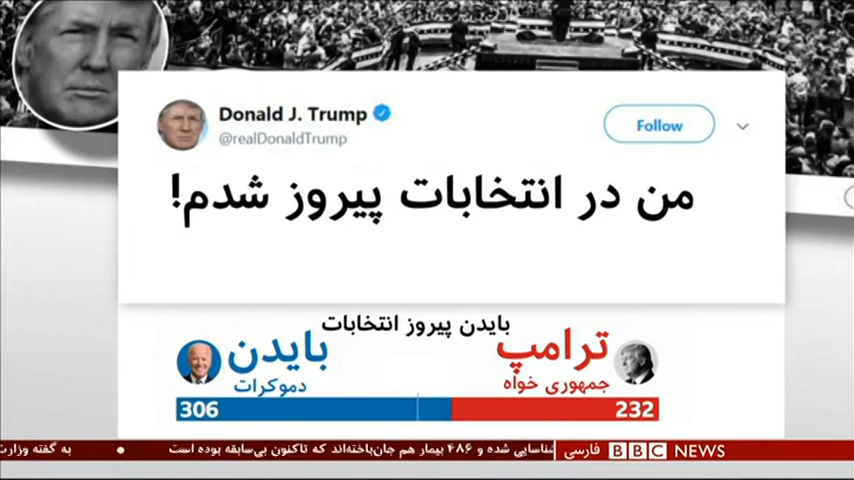 Donald J. Trump
@realDonaldTrump
Follow
من در انتخابات پیروز شدم!
بایدن پیروز انتخابات
ترامپ
جمهوری خواه
232
بایدن
دموکرات
306
BBC NEWS فارسی
شناسایی شده و ۴۸۶ بیمار هم جان‌باخته‌اند که تاکنون بی‌سابقه بوده است • به گفته وزارت